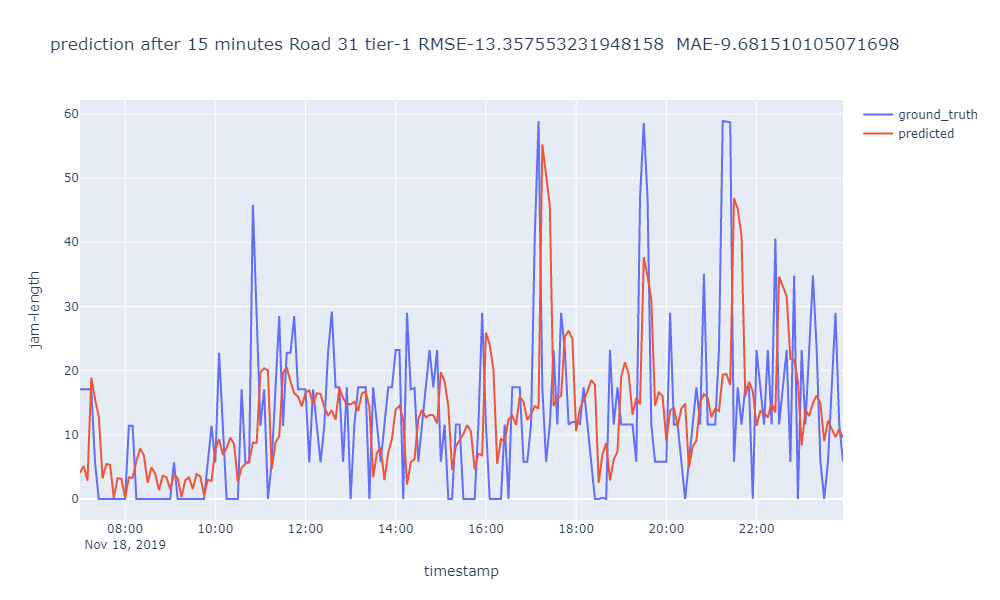 prediction after 15 minutes Road 31 tier-1 RMSE-13.357553231948158  MAE-9.681510105071698
ground_truth
predicted
60
50
40
30
20
10
0
jam-length
08:00 10:00 12:00 14:00 16:00 18:00 20:00 22:00
Nov 18, 2019
timestamp